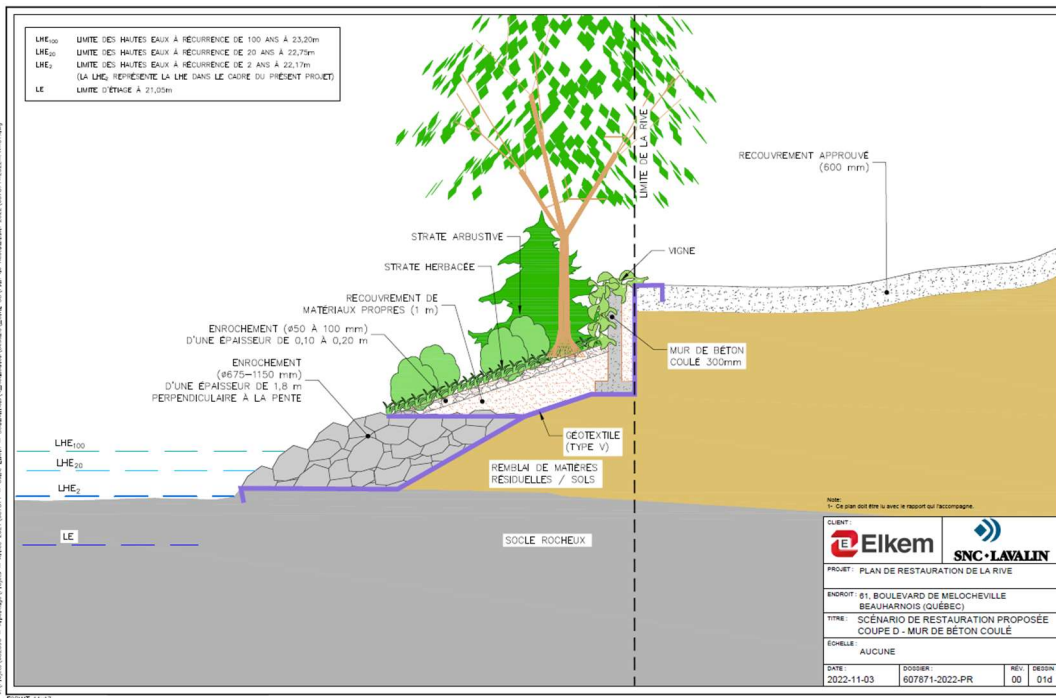 LHE100 LIMITE DES HAUTES EAUX À RÉCURRENCE DE 100 ANS À 23,20m
LHE20 LIMITE DES HAUTES EAUX À RÉCURRENCE DE 20 ANS À 22,75m
LHE2 LIMITE DES HAUTES EAUX À RÉCURRENCE DE 2 ANS À 22,17m
(LA LHE2 REPRÉSENTE LA LHE DANS LE CADRE DU PRÉSENT PROJET)
LE LIMITE D'ÉTIAGE À 21,05m
LIMITE DE LA RIVE
RECOUVREMENT APPROUVÉ
(600 mm)
STRATE ARBUSTIVE
VIGNE
STRATE HERBACÉE
RECOUVREMENT DE
MATÉRIAUX PROPRES (1 m)
ENROCHEMENT (ø50 À 100 mm)
D'UNE ÉPAISSEUR DE 0,10 À 0,20 m
MUR DE BÉTON
COULÉ 300mm
ENROCHEMENT
(ø675-1150 mm)
D'UNE ÉPAISSEUR DE 1,8 m
PERPENDICULAIRE À LA PENTE
GÉOTEXTILE
(TYPE V)
LHE100
LHE20
LHE2
REMBLAI DE MATIÈRES
RÉSIDUELLES / SOLS
LE
SOCLE ROCHEUX
Note:
1- Ce plan doit être lu avec le rapport qui l'accompagne.
CLIENT:
Elkem
SNC·LAVALIN
PROJET: PLAN DE RESTAURATION DE LA RIVE
ENDROIT: 61, BOULEVARD DE MELOCHEVILLE
BEAUHARNOIS (QUÉBEC)
TITRE: SCÉNARIO DE RESTAURATION PROPOSÉE
COUPE D - MUR DE BÉTON COULÉ
ÉCHELLE:
AUCUNE
DATE: DOSSIER: RÉV. DESSIN
2022-11-03 607871-2022-PR 00 01d